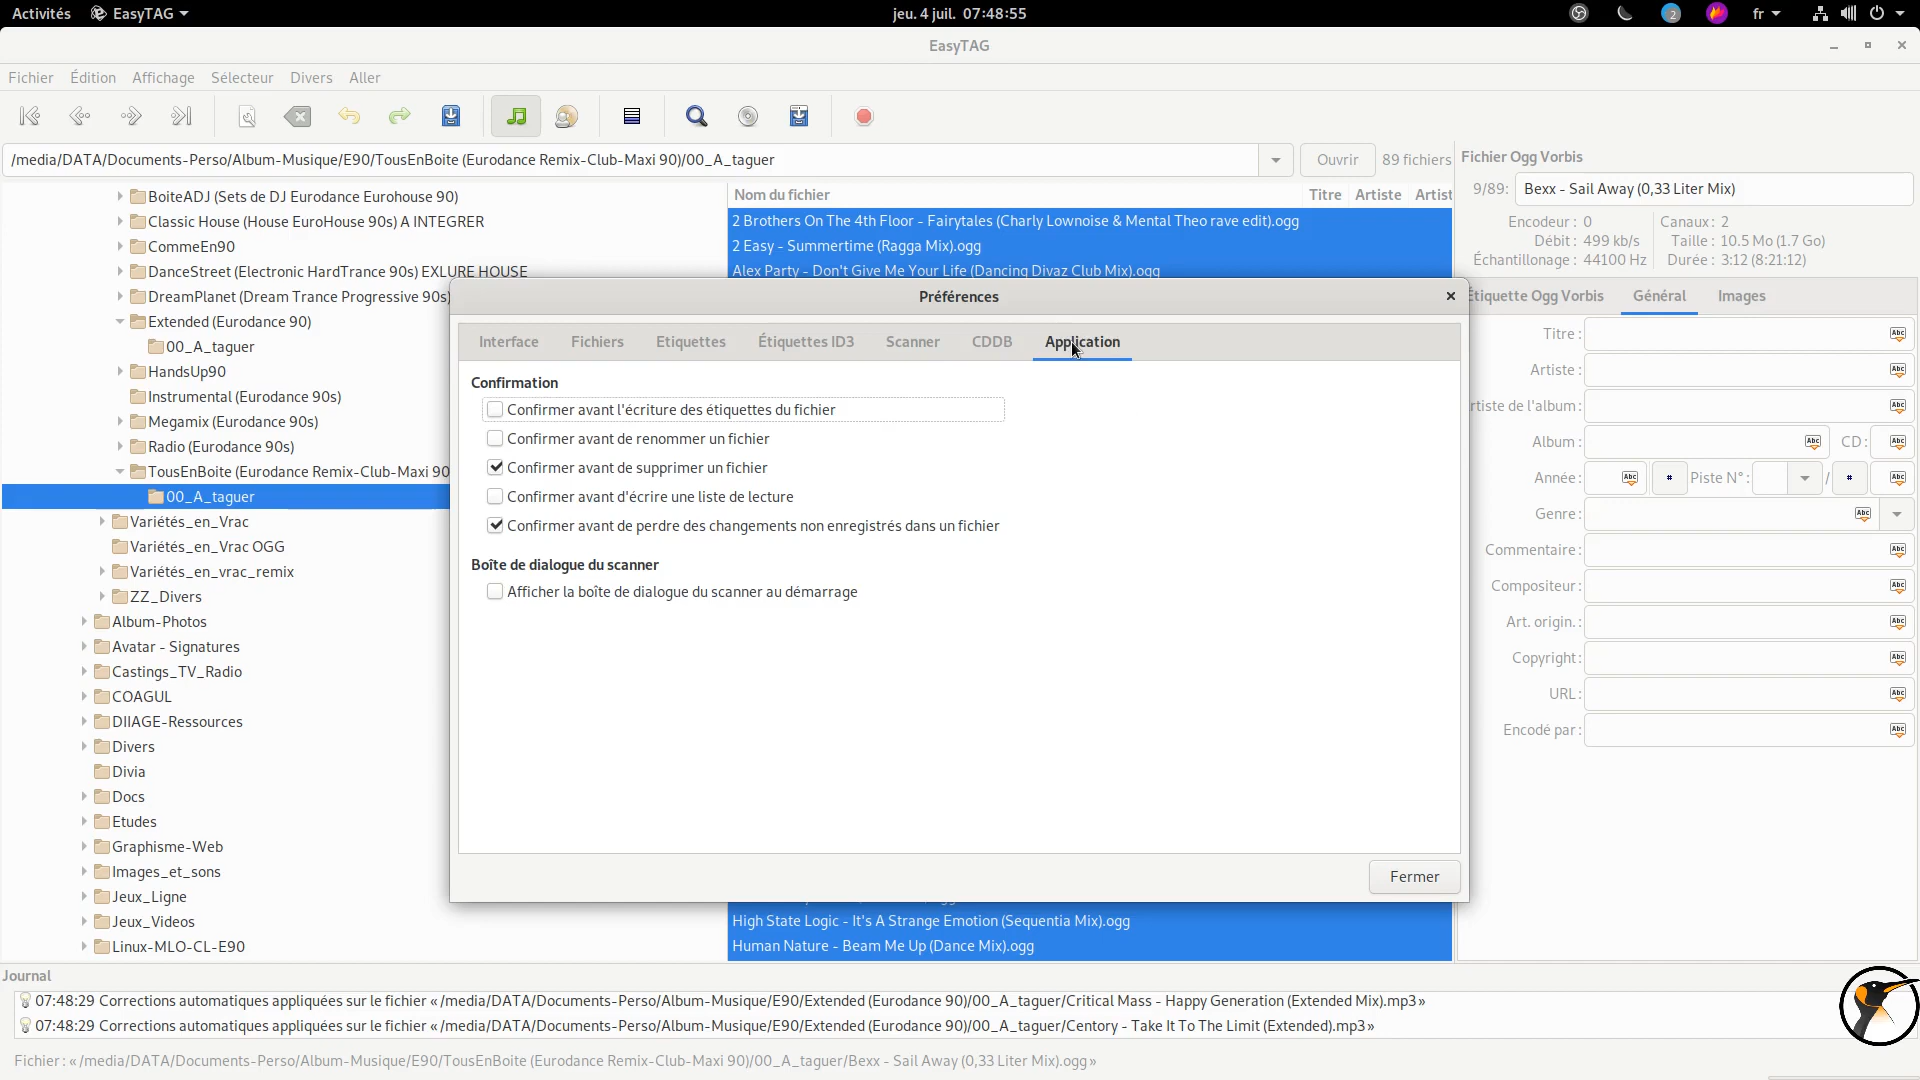 Activités EasyTAG jeu. 4 juil. 07:48:55 2 fr
EasyTAG
Fichier Édition Affichage Sélecteur Divers Aller
/media/DATA/Documents-Perso/Album-Musique/E90/TousEnBoite (Eurodance Remix-Club-Maxi 90)/00_A_taguer Ouvrir 89 fichiers
BoiteADJ (Sets de DJ Eurodance Eurohouse 90)
Classic House (House EuroHouse 90s) A INTEGRER
CommeEn90
DanceStreet (Electronic HardTrance 90s) EXLURE HOUSE
DreamPlanet (Dream Trance Progressive 90s)
Extended (Eurodance 90)
00_A_taguer
HandsUp90
Instrumental (Eurodance 90s)
Megamix (Eurodance 90s)
Radio (Eurodance 90s)
TousEnBoite (Eurodance Remix-Club-Maxi 90
00_A_taguer
Variétés_en_Vrac
Variétés_en_Vrac OGG
Variétés_en_vrac_remix
ZZ_Divers
Album-Photos
Avatar - Signatures
Castings_TV_Radio
COAGUL
DIIAGE-Ressources
Divers
Divia
Docs
Etudes
Graphisme-Web
Images_et_sons
Jeux_Ligne
Jeux_Videos
Linux-MLO-CL-E90
Nom du fichier Titre Artiste Artist
2 Brothers On The 4th Floor - Fairytales (Charly Lownoise & Mental Theo rave edit).ogg
2 Easy - Summertime (Ragga Mix).ogg
Alex Party - Don't Give Me Your Life (Dancing Divaz Club Mix).ogg
High State Logic - It's A Strange Emotion (Sequentia Mix).ogg
Human Nature - Beam Me Up (Dance Mix).ogg
Préférences
Interface Fichiers Etiquettes Étiquettes ID3 Scanner CDDB Application
Confirmation
Confirmer avant l'écriture des étiquettes du fichier
Confirmer avant de renommer un fichier
Confirmer avant de supprimer un fichier
Confirmer avant d'écrire une liste de lecture
Confirmer avant de perdre des changements non enregistrés dans un fichier
Boîte de dialogue du scanner
Afficher la boîte de dialogue du scanner au démarrage
Fermer
Fichier Ogg Vorbis
9/89: Bexx - Sail Away (0,33 Liter Mix)
Encodeur : 0 Canaux : 2
Débit : 499 kb/s Taille : 10.5 Mo (1.7 Go)
Échantillonage : 44100 Hz Durée : 3:12 (8:21:12)
Étiquette Ogg Vorbis Général Images
Titre :
Artiste :
rtiste de l'album :
Album : CD :
Année : # Piste N° : / #
Genre :
Commentaire :
Compositeur :
Art. origin. :
Copyright :
URL :
Encodé par :
Journal
07:48:29 Corrections automatiques appliquées sur le fichier « /media/DATA/Documents-Perso/Album-Musique/E90/Extended (Eurodance 90)/00_A_taguer/Critical Mass - Happy Generation (Extended Mix).mp3 »
07:48:29 Corrections automatiques appliquées sur le fichier « /media/DATA/Documents-Perso/Album-Musique/E90/Extended (Eurodance 90)/00_A_taguer/Centory - Take It To The Limit (Extended).mp3 »
Fichier : « /media/DATA/Documents-Perso/Album-Musique/E90/TousEnBoite (Eurodance Remix-Club-Maxi 90)/00_A_taguer/Bexx - Sail Away (0,33 Liter Mix).ogg »